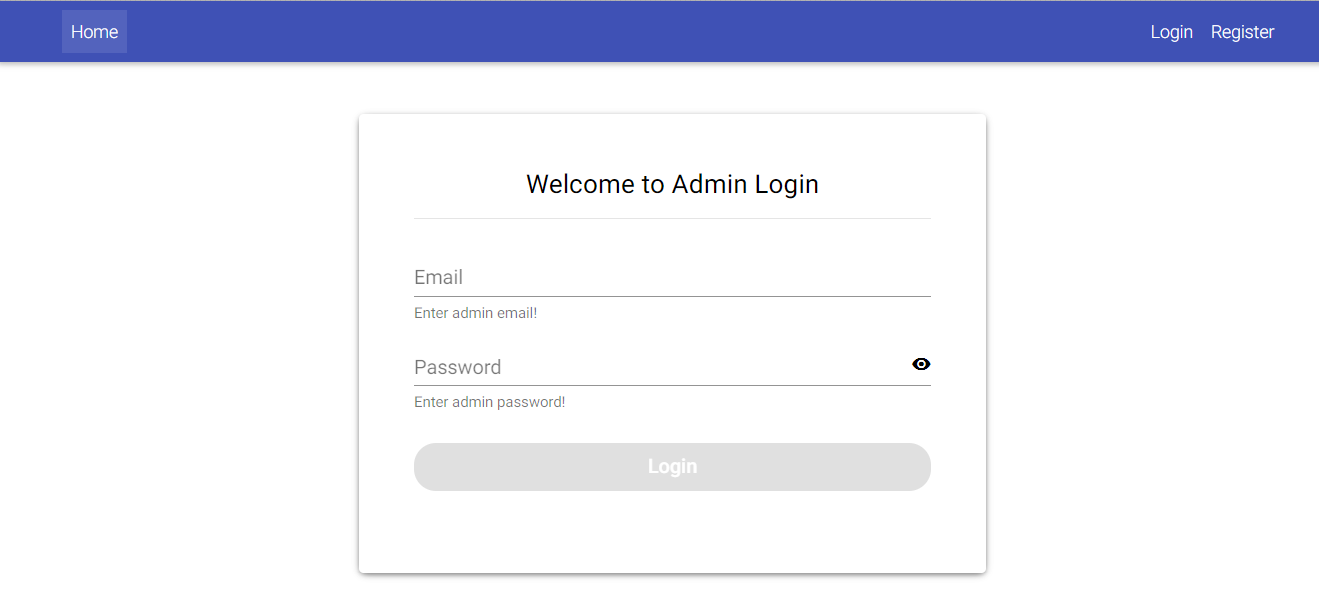 Home Login Register
Welcome to Admin Login
Email
Enter admin email!
Password
Enter admin password!
Login